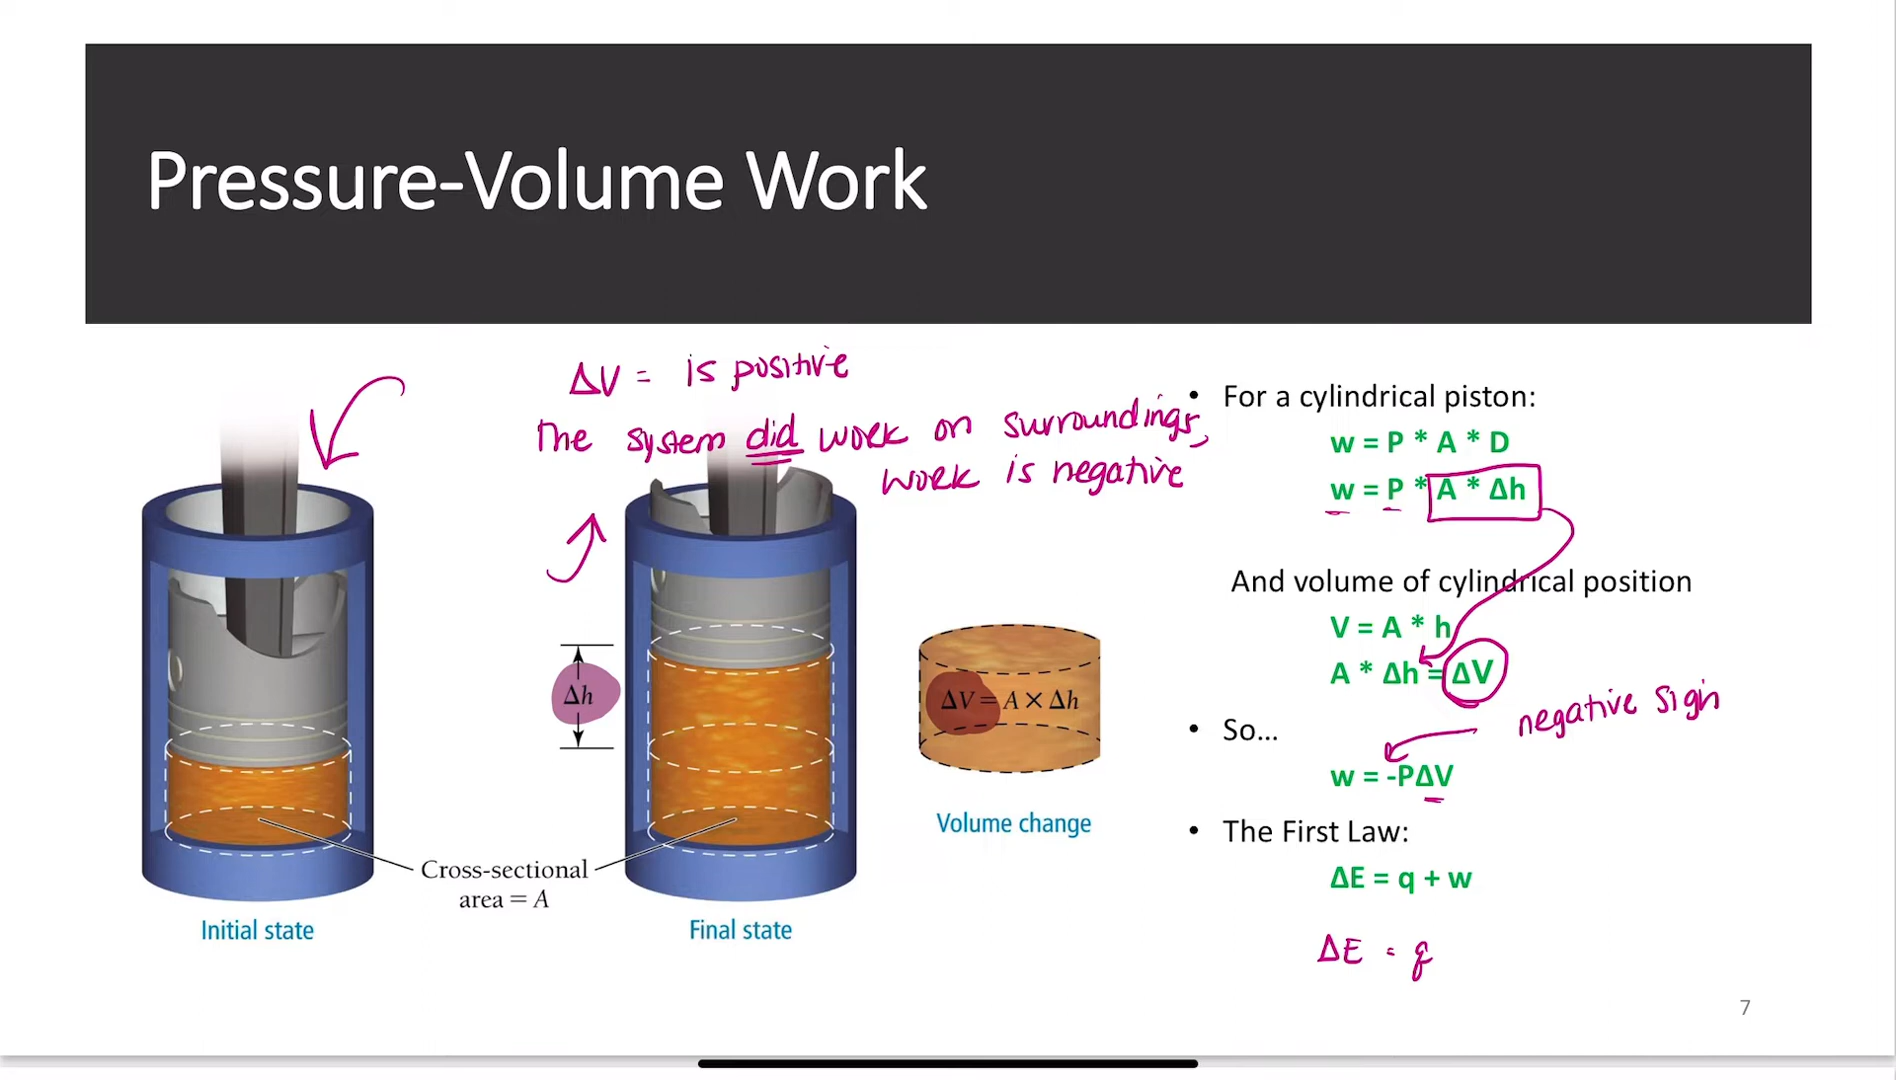 Pressure-Volume Work
ΔV = is positive
The system did work on surroundings,
work is negative
Δh
ΔV = A × Δh
Volume change
Cross-sectional
area = A
Initial state
Final state
• For a cylindrical piston:
w = P * A * D
w = P * A * Δh
And volume of cylindrical position
V = A * h
A * Δh = ΔV
negative sign
• So...
w = -PΔV
• The First Law:
ΔE = q + w
ΔE = q
7